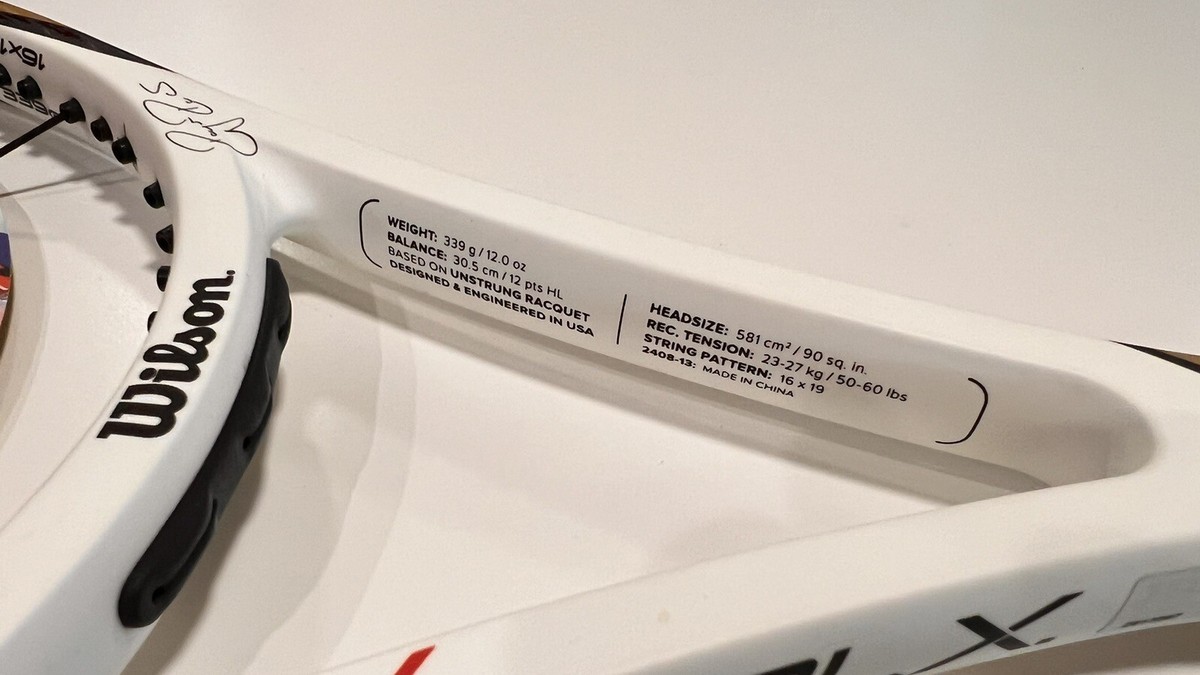 16x1
339
Wilson.
WEIGHT: 339 g / 12.0 oz
BALANCE: 30.5 cm / 12 pts HL
BASED ON UNSTRUNG RACQUET
DESIGNED & ENGINEERED IN USA
HEADSIZE: 581 cm² / 90 sq. in.
REC. TENSION: 23-27 kg / 50-60 lbs
STRING PATTERN: 16 x 19
2408-13: MADE IN CHINA
X.